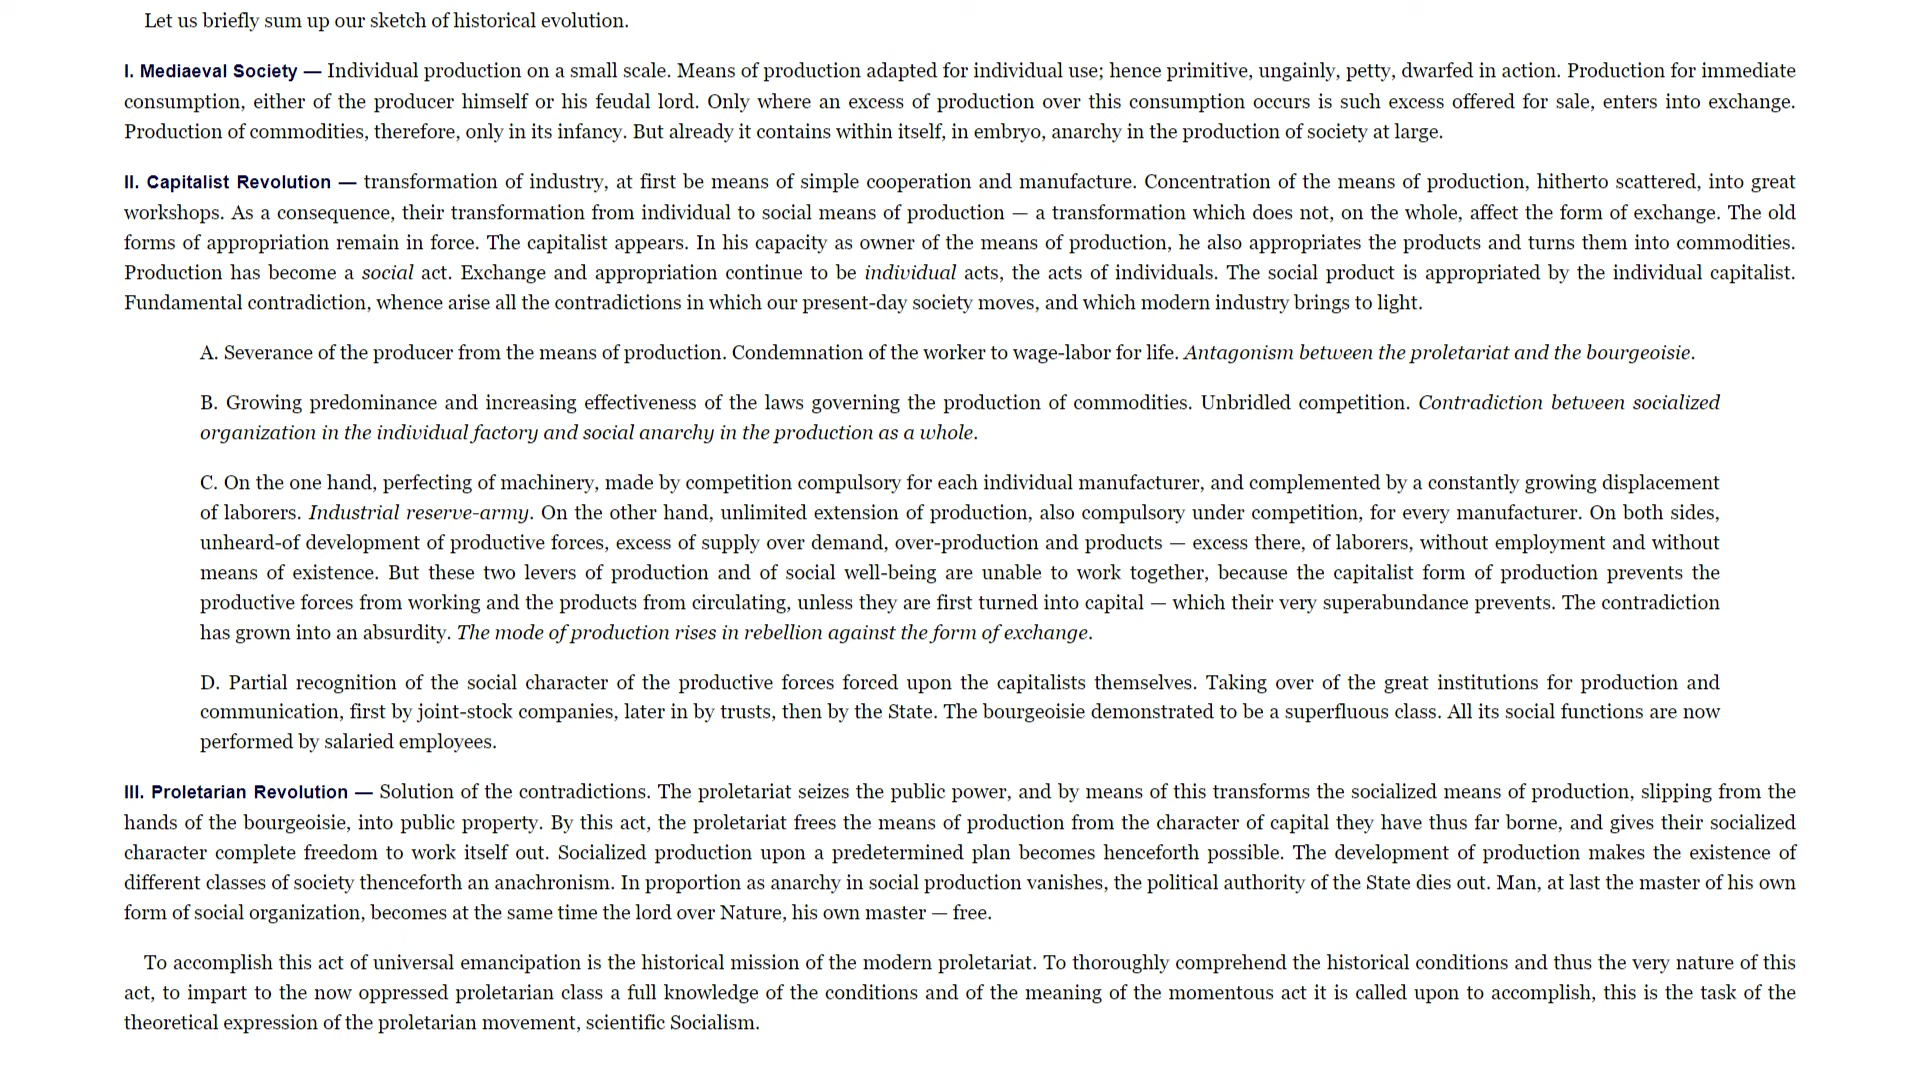 Let us briefly sum up our sketch of historical evolution.
I. Mediaeval Society — Individual production on a small scale. Means of production adapted for individual use; hence primitive, ungainly, petty, dwarfed in action. Production for immediate
consumption, either of the producer himself or his feudal lord. Only where an excess of production over this consumption occurs is such excess offered for sale, enters into exchange.
Production of commodities, therefore, only in its infancy. But already it contains within itself, in embryo, anarchy in the production of society at large.
II. Capitalist Revolution — transformation of industry, at first be means of simple cooperation and manufacture. Concentration of the means of production, hitherto scattered, into great
workshops. As a consequence, their transformation from individual to social means of production — a transformation which does not, on the whole, affect the form of exchange. The old
forms of appropriation remain in force. The capitalist appears. In his capacity as owner of the means of production, he also appropriates the products and turns them into commodities.
Production has become a social act. Exchange and appropriation continue to be individual acts, the acts of individuals. The social product is appropriated by the individual capitalist.
Fundamental contradiction, whence arise all the contradictions in which our present-day society moves, and which modern industry brings to light.
A. Severance of the producer from the means of production. Condemnation of the worker to wage-labor for life. Antagonism between the proletariat and the bourgeoisie.
B. Growing predominance and increasing effectiveness of the laws governing the production of commodities. Unbridled competition. Contradiction between socialized
organization in the individual factory and social anarchy in the production as a whole.
C. On the one hand, perfecting of machinery, made by competition compulsory for each individual manufacturer, and complemented by a constantly growing displacement
of laborers. Industrial reserve-army. On the other hand, unlimited extension of production, also compulsory under competition, for every manufacturer. On both sides,
unheard-of development of productive forces, excess of supply over demand, over-production and products — excess there, of laborers, without employment and without
means of existence. But these two levers of production and of social well-being are unable to work together, because the capitalist form of production prevents the
productive forces from working and the products from circulating, unless they are first turned into capital — which their very superabundance prevents. The contradiction
has grown into an absurdity. The mode of production rises in rebellion against the form of exchange.
D. Partial recognition of the social character of the productive forces forced upon the capitalists themselves. Taking over of the great institutions for production and
communication, first by joint-stock companies, later in by trusts, then by the State. The bourgeoisie demonstrated to be a superfluous class. All its social functions are now
performed by salaried employees.
III. Proletarian Revolution — Solution of the contradictions. The proletariat seizes the public power, and by means of this transforms the socialized means of production, slipping from the
hands of the bourgeoisie, into public property. By this act, the proletariat frees the means of production from the character of capital they have thus far borne, and gives their socialized
character complete freedom to work itself out. Socialized production upon a predetermined plan becomes henceforth possible. The development of production makes the existence of
different classes of society thenceforth an anachronism. In proportion as anarchy in social production vanishes, the political authority of the State dies out. Man, at last the master of his own
form of social organization, becomes at the same time the lord over Nature, his own master — free.
To accomplish this act of universal emancipation is the historical mission of the modern proletariat. To thoroughly comprehend the historical conditions and thus the very nature of this
act, to impart to the now oppressed proletarian class a full knowledge of the conditions and of the meaning of the momentous act it is called upon to accomplish, this is the task of the
theoretical expression of the proletarian movement, scientific Socialism.